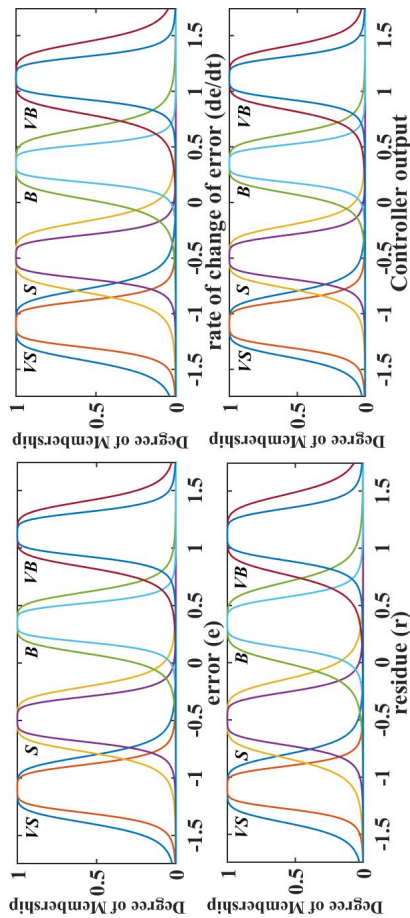 Degree of Membership
1
0.5
0
VS
S
B
VB
-1.5
-1
-0.5
0
0.5
1
1.5
error (e)
Degree of Membership
1
0.5
0
VS
S
B
VB
-1.5
-1
-0.5
0
0.5
1
1.5
rate of change of error (de/dt)
Degree of Membership
1
0.5
0
VS
S
B
VB
-1.5
-1
-0.5
0
0.5
1
1.5
residue (r)
Degree of Membership
1
0.5
0
VS
S
B
VB
-1.5
-1
-0.5
0
0.5
1
1.5
Controller output